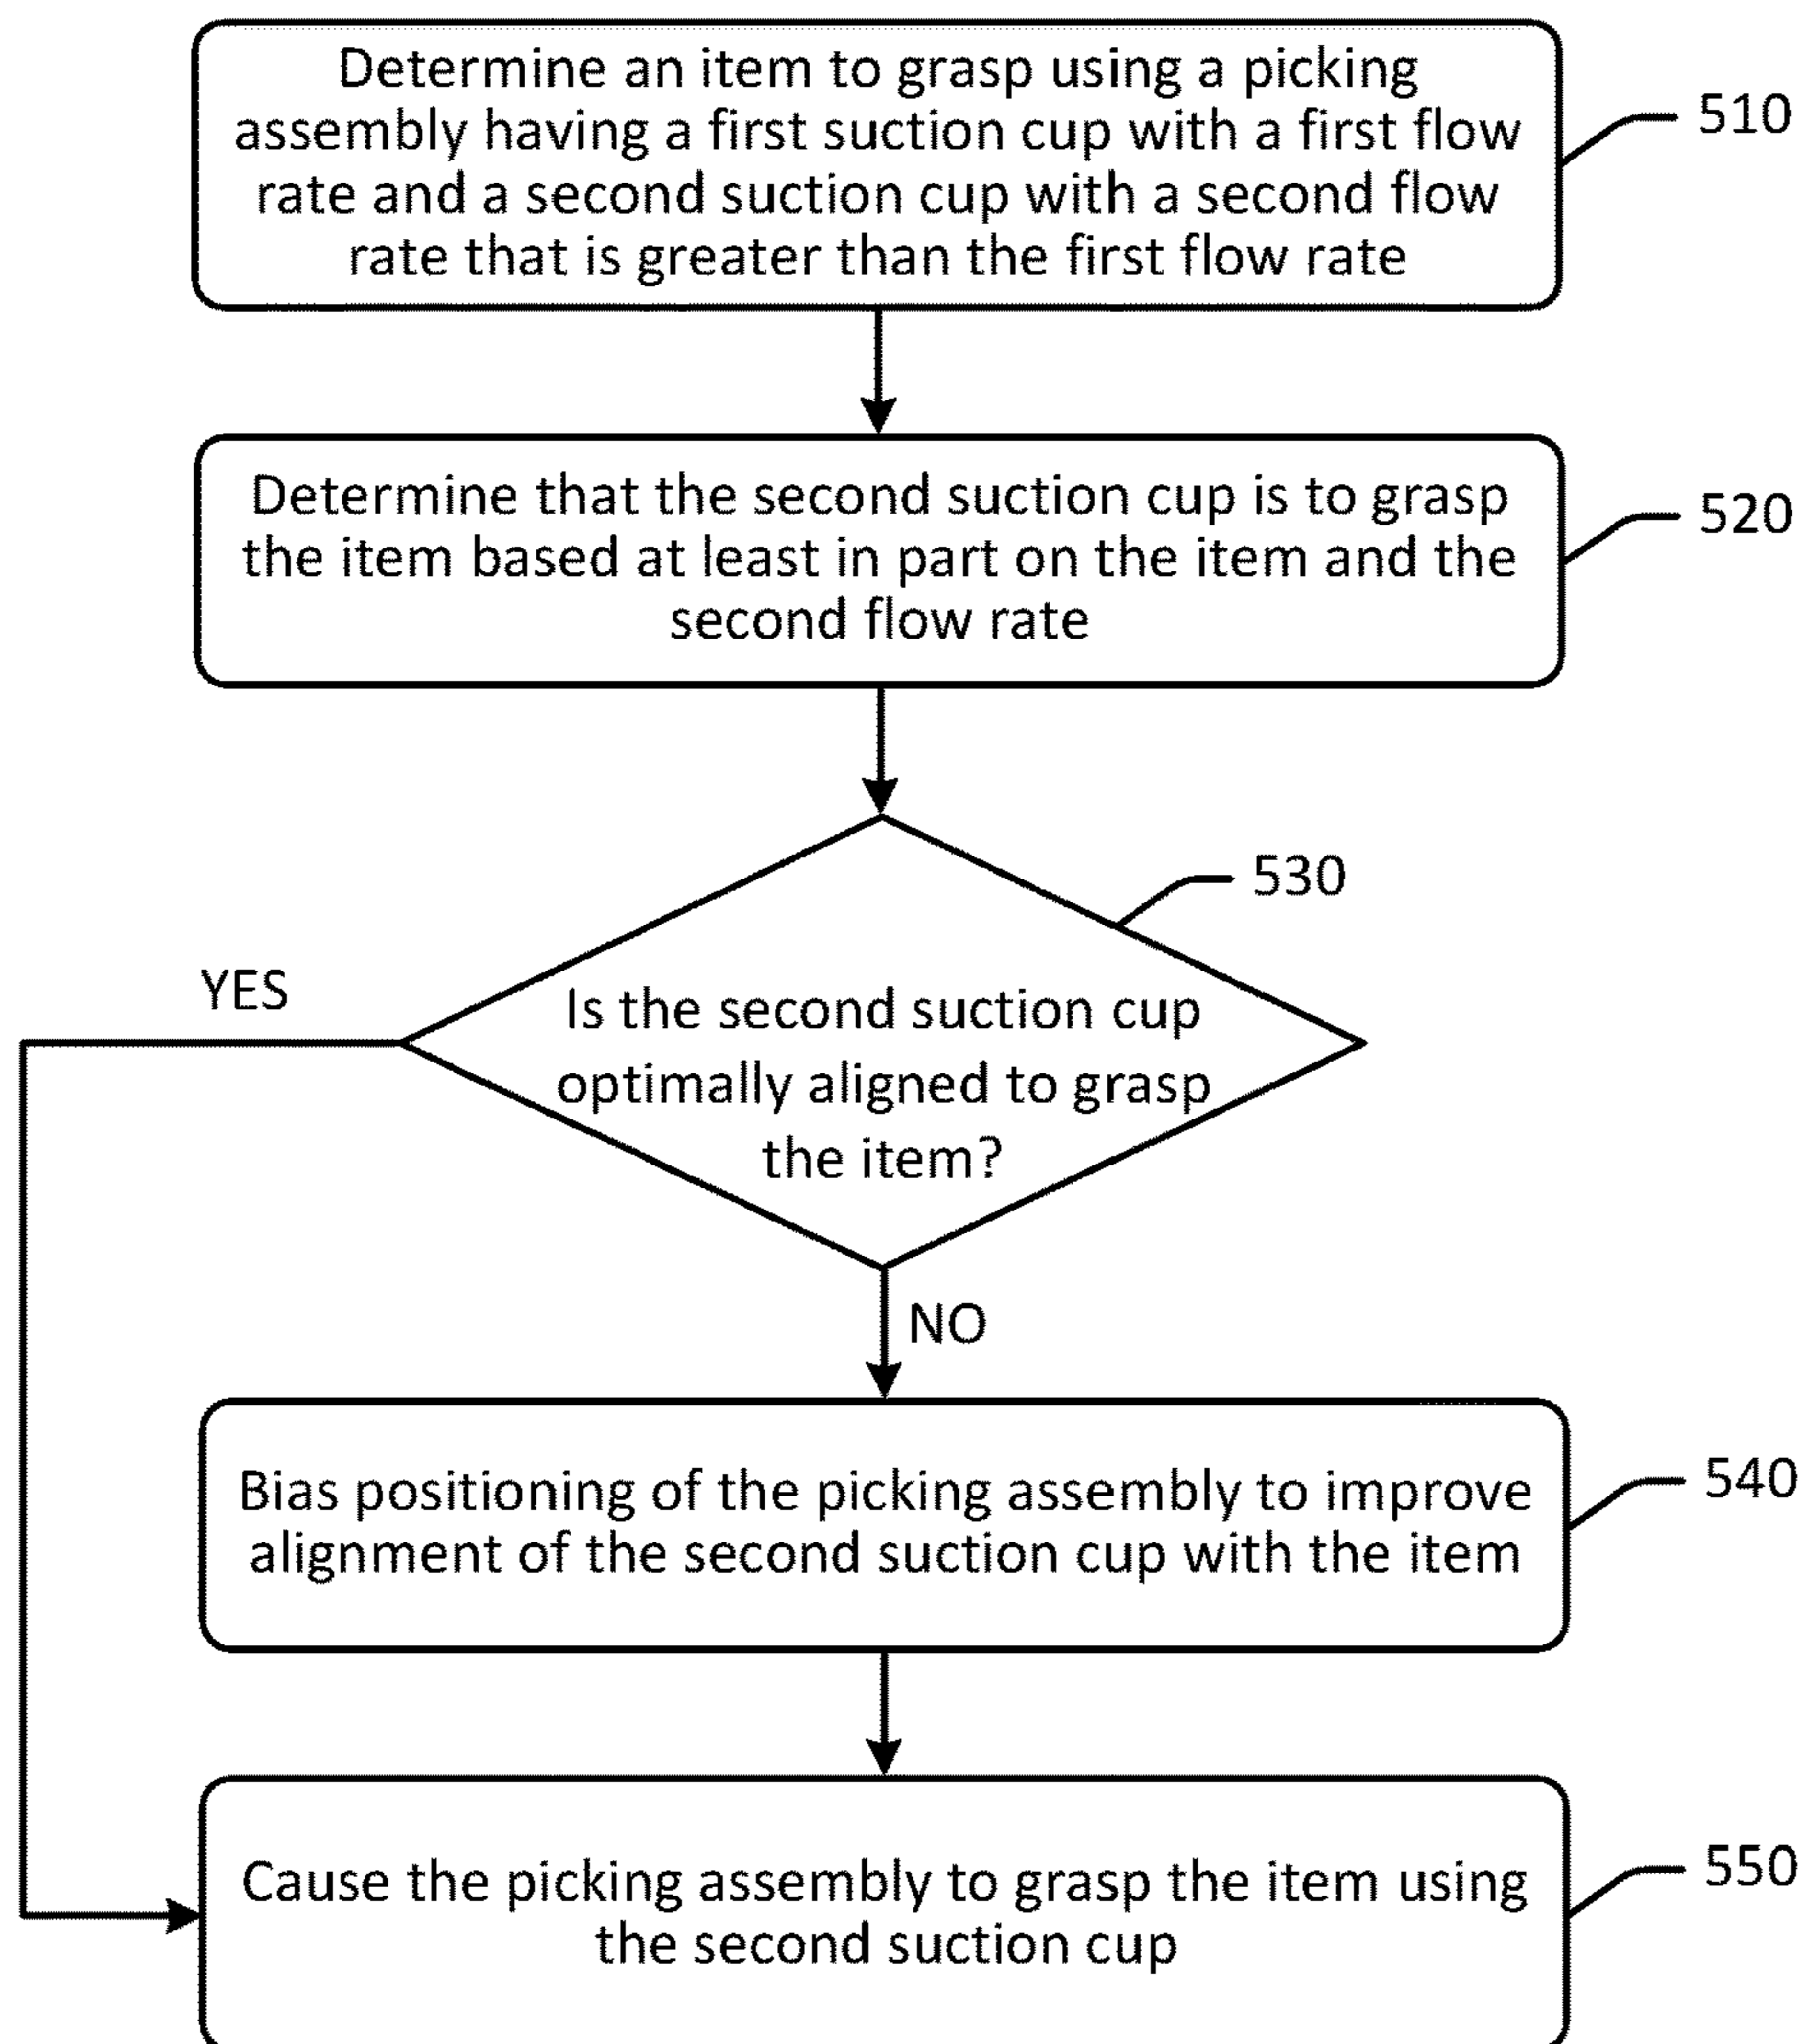 Determine an item to grasp using a picking
assembly having a first suction cup with a first flow
rate and a second suction cup with a second flow
rate that is greater than the first flow rate
510
Determine that the second suction cup is to grasp
the item based at least in part on the item and the
second flow rate
520
530
YES
Is the second suction cup
optimally aligned to grasp
the item?
NO
Bias positioning of the picking assembly to improve
alignment of the second suction cup with the item
540
Cause the picking assembly to grasp the item using
the second suction cup
550